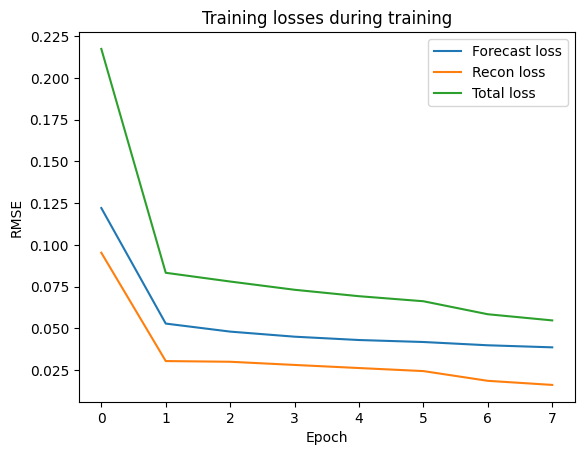 Training losses during training
Forecast loss
Recon loss
Total loss
RMSE
0.225
0.200
0.175
0.150
0.125
0.100
0.075
0.050
0.025
0 1 2 3 4 5 6 7
Epoch